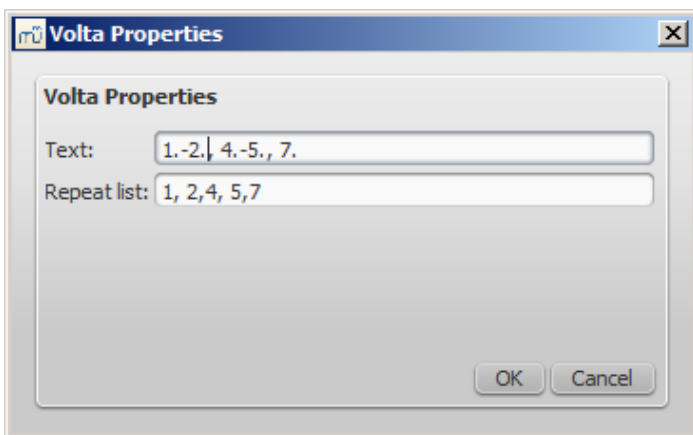 mü Volta Properties
Volta Properties
Text: 1.-2., 4.-5., 7.
Repeat list: 1, 2,4, 5,7
OK Cancel